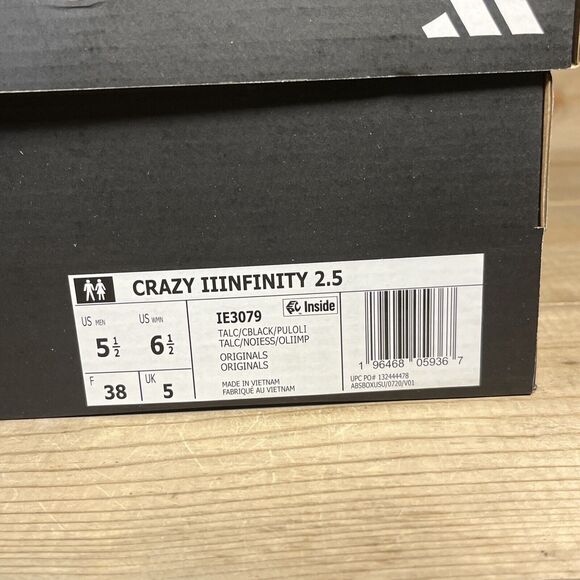 CRAZY IIINFINITY 2.5
US MEN
5 1/2
US WMN
6 1/2
F
38
UK
5
IE3079
Inside
TALC/CBLACK/PULOLI
TALC/NOIESS/OLIIMP
ORIGINALS
ORIGINALS
MADE IN VIETNAM
FABRIQUÉ AU VIETNAM
1 96468 05936 7
UPC PO# 132444478
ABSBOXUSU/0720/V01